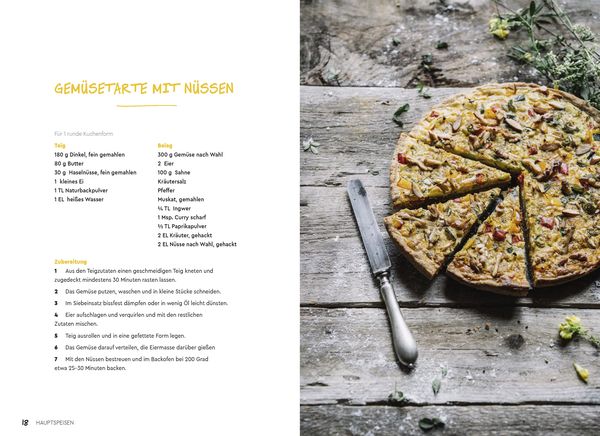 GEMÜSETARTE MIT NÜSSEN
Für 1 runde Kuchenform
Teig
180 g Dinkel, fein gemahlen
80 g Butter
30 g Haselnüsse, fein gemahlen
1 kleines Ei
1 TL Naturbackpulver
1 EL heißes Wasser
Belag
300 g Gemüse nach Wahl
2 Eier
100 g Sahne
Kräutersalz
Pfeffer
Muskat, gemahlen
¼ TL Ingwer
1 Msp. Curry scharf
½ TL Paprikapulver
2 EL Kräuter, gehackt
2 EL Nüsse nach Wahl, gehackt
Zubereitung
1 Aus den Teigzutaten einen geschmeidigen Teig kneten und
zugedeckt mindestens 30 Minuten rasten lassen.
2 Das Gemüse putzen, waschen und in kleine Stücke schneiden.
3 Im Siebeinsatz bissfest dämpfen oder in wenig Öl leicht dünsten.
4 Eier aufschlagen und verquirlen und mit den restlichen
Zutaten mischen.
5 Teig ausrollen und in eine gefettete Form legen.
6 Das Gemüse darauf verteilen, die Eiermasse darüber gießen
7 Mit den Nüssen bestreuen und im Backofen bei 200 Grad
etwa 25-30 Minuten backen.
18 HAUPTSPEISEN